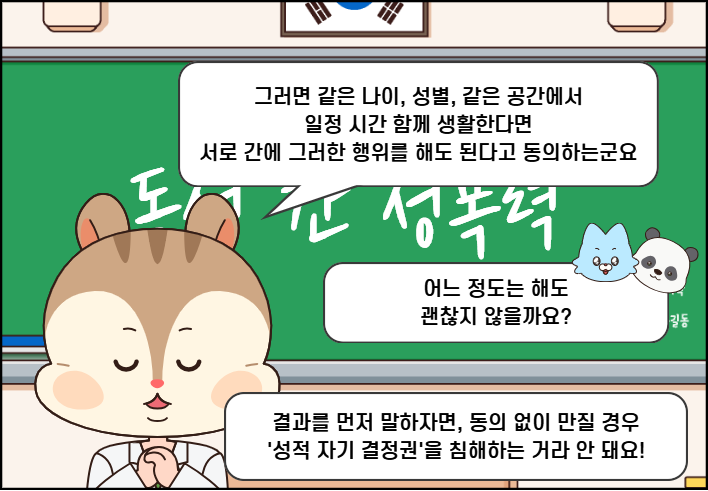 그러면 같은 나이, 성별, 같은 공간에서
일정 시간 함께 생활한다면
서로 간에 그러한 행위를 해도 된다고 동의하는군요
성폭력
어느 정도는 해도
괜찮지 않을까요?
길동
결과를 먼저 말하자면, 동의 없이 만질 경우
'성적 자기 결정권'을 침해하는 거라 안 돼요!